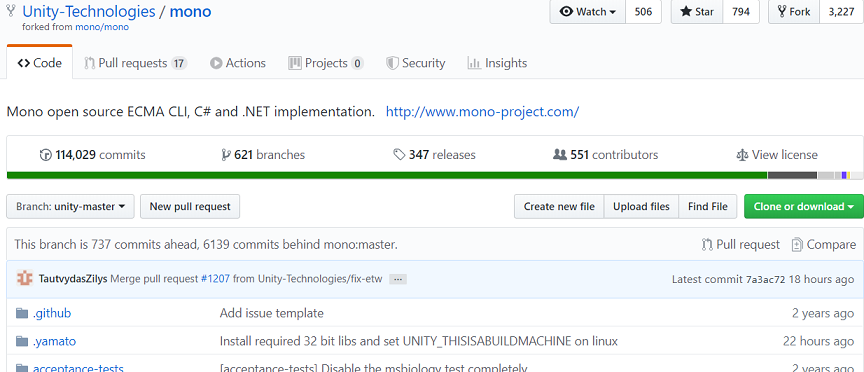 Unity-Technologies / mono
forked from mono/mono
Watch 506 Star 794 Fork 3,227
Code Pull requests 17 Actions Projects 0 Security Insights
Mono open source ECMA CLI, C# and .NET implementation. http://www.mono-project.com/
114,029 commits 621 branches 347 releases 551 contributors View license
Branch: unity-master New pull request Create new file Upload files Find File Clone or download
This branch is 737 commits ahead, 6139 commits behind mono:master. Pull request Compare
TautvydasZilys Merge pull request #1207 from Unity-Technologies/fix-etw ... Latest commit 7a3ac72 18 hours ago
.github Add issue template 2 years ago
.yamato Install required 32 bit libs and set UNITY_THISISABUILDMACHINE on linux 22 hours ago
acceptance-tests [acceptance-tests] Disable the msbiology test completely 2 years ago